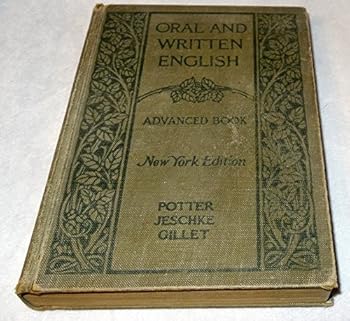 ORAL AND
WRITTEN
ENGLISH
ADVANCED BOOK
New York Edition
POTTER
JESCHKE
GILLET